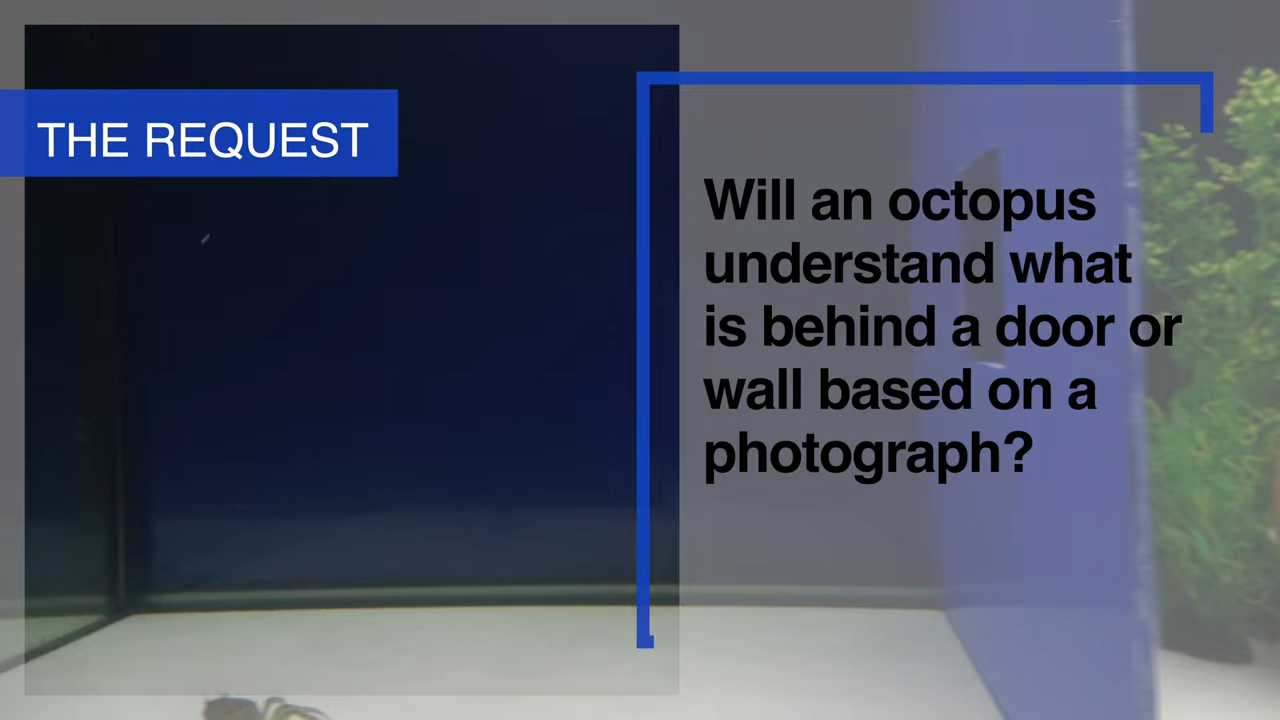 THE REQUEST
Will an octopus
understand what
is behind a door or
wall based on a
photograph?